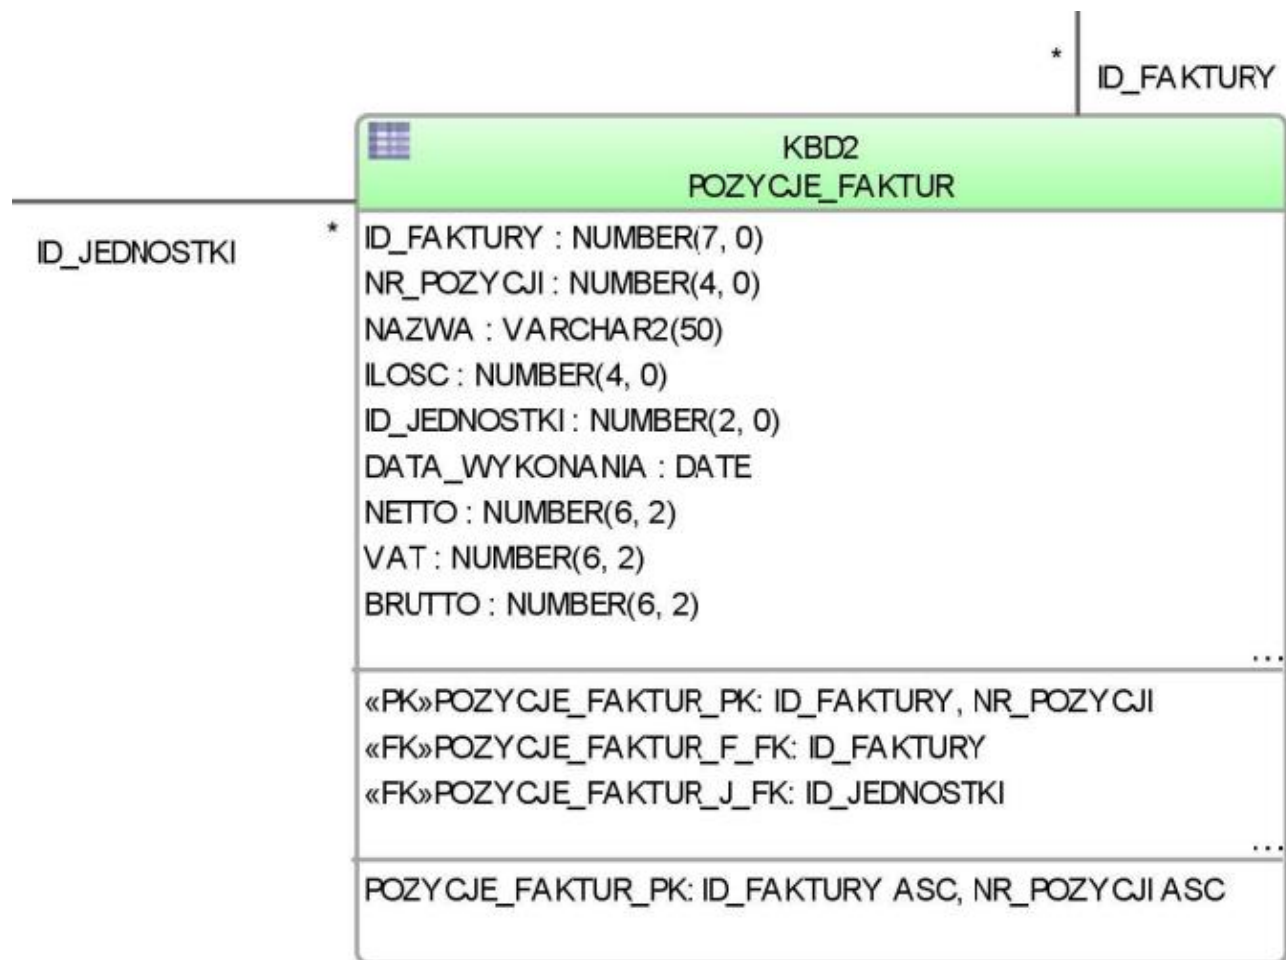 *
ID_FAKTURY
KBD2
POZYCJE_FAKTUR
*
ID_JEDNOSTKI
ID_FAKTURY : NUMBER(7, 0)
NR_POZYCJI : NUMBER(4, 0)
NAZWA : VARCHAR2(50)
ILOSC : NUMBER(4, 0)
ID_JEDNOSTKI : NUMBER(2, 0)
DATA_WYKONANIA : DATE
NETTO : NUMBER(6, 2)
VAT : NUMBER(6, 2)
BRUTTO : NUMBER(6, 2)
...
«PK»POZYCJE_FAKTUR_PK: ID_FAKTURY, NR_POZYCJI
«FK»POZYCJE_FAKTUR_F_FK: ID_FAKTURY
«FK»POZYCJE_FAKTUR_J_FK: ID_JEDNOSTKI
...
POZYCJE_FAKTUR_PK: ID_FAKTURY ASC, NR_POZYCJI ASC